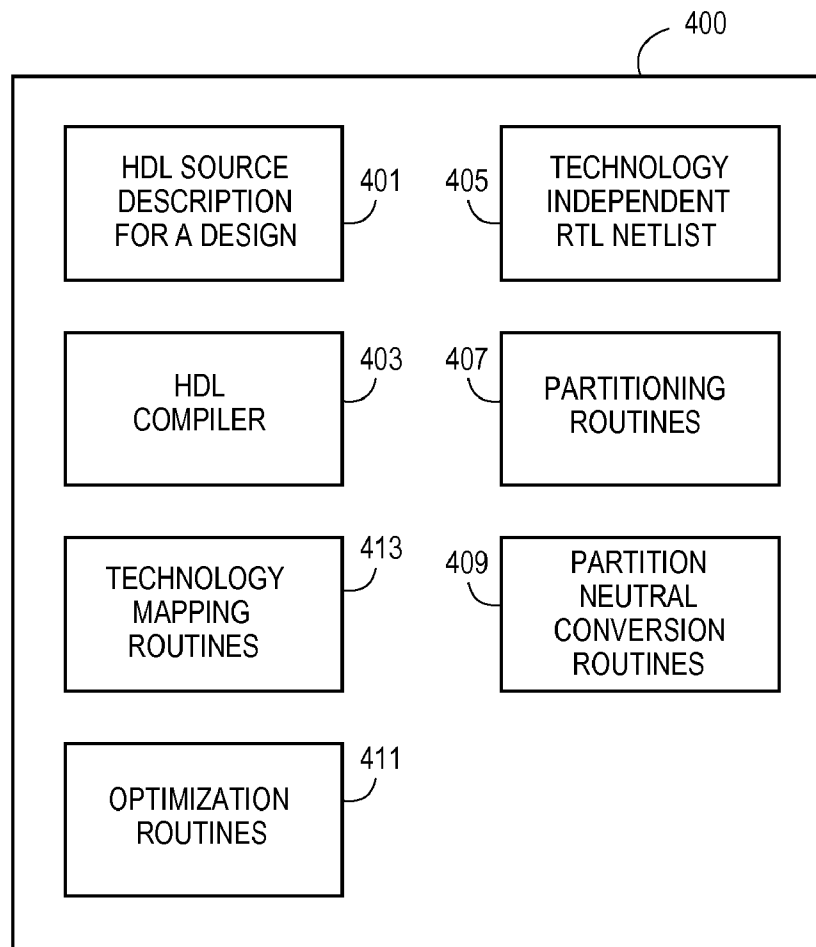 400
HDL SOURCE
DESCRIPTION
FOR A DESIGN
401
405
TECHNOLOGY
INDEPENDENT
RTL NETLIST
HDL
COMPILER
403
407
PARTITIONING
ROUTINES
TECHNOLOGY
MAPPING
ROUTINES
413
409
PARTITION
NEUTRAL
CONVERSION
ROUTINES
OPTIMIZATION
ROUTINES
411